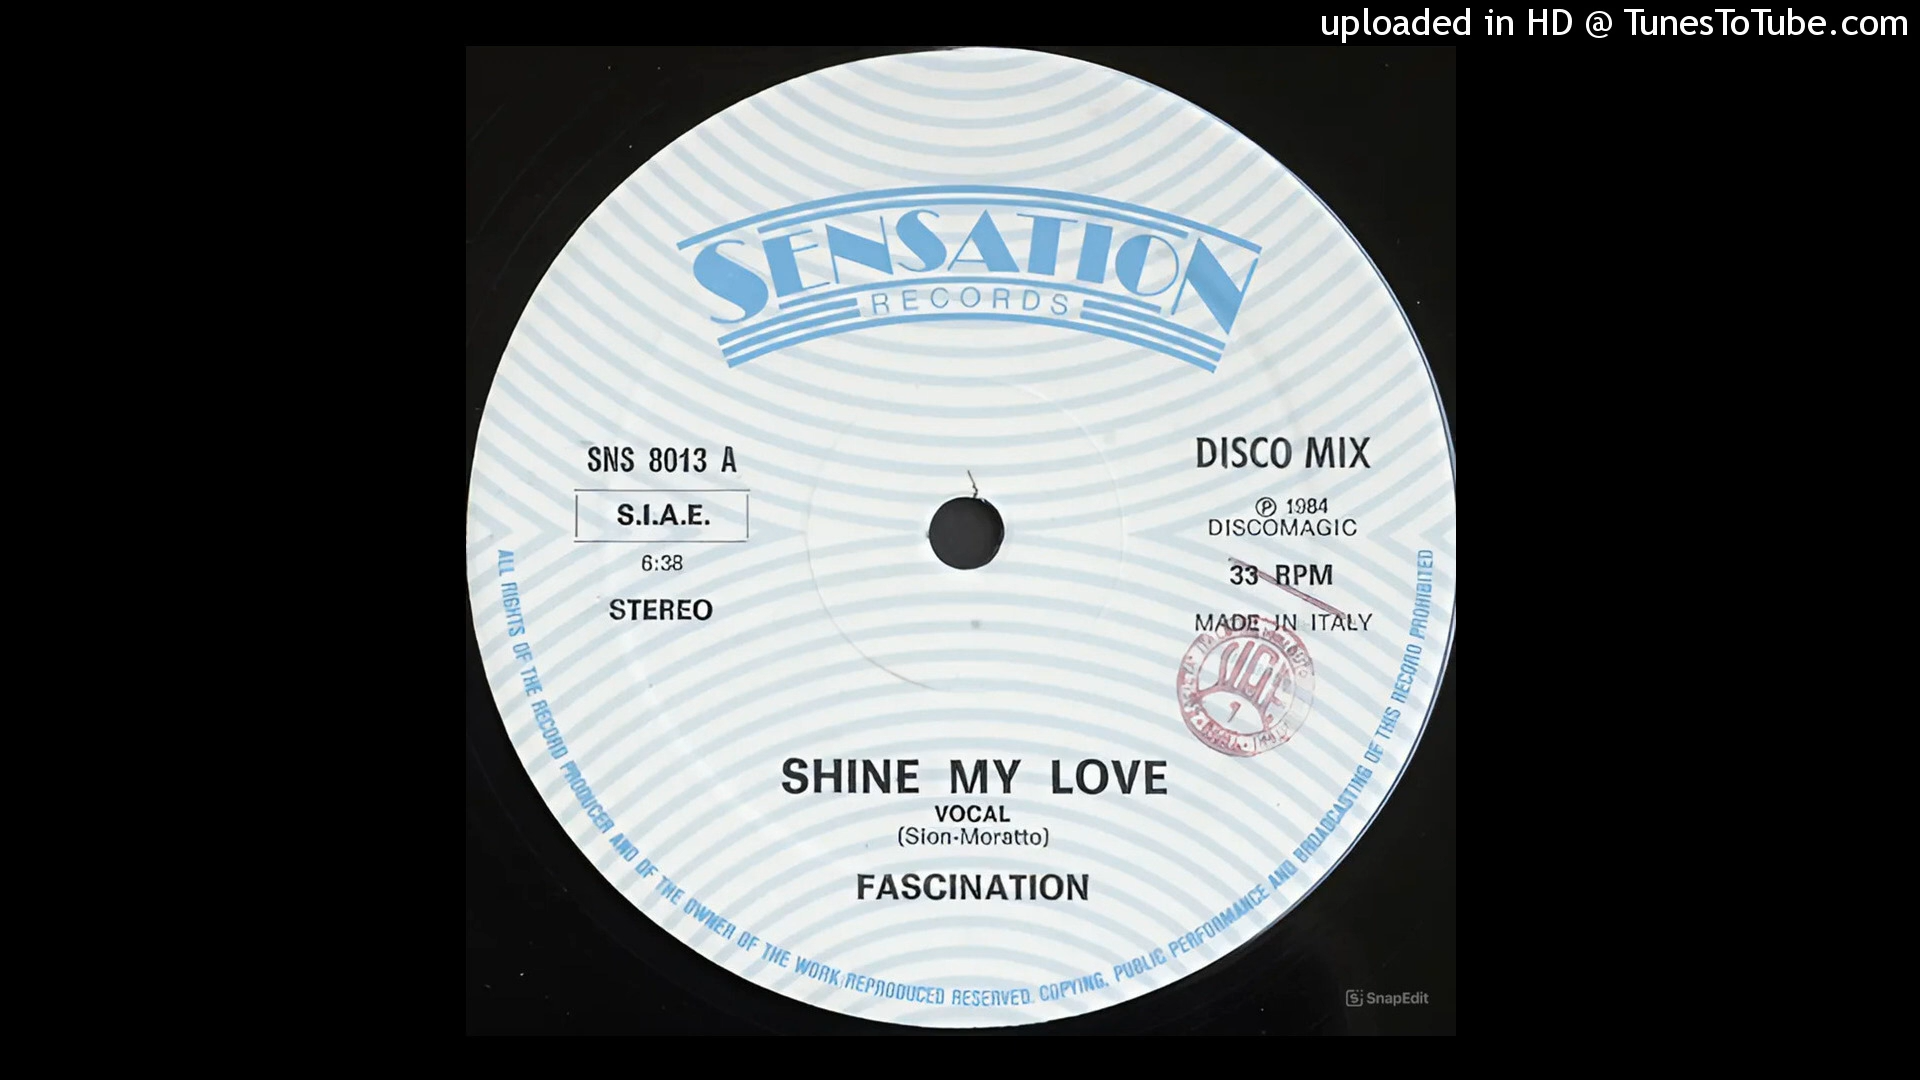 uploaded in HD @ TunesToTube.com
SENSATION
RECORDS
SNS 8013 A
S.I.A.E.
6:38
STEREO
DISCO MIX
Ⓟ 1984
DISCOMAGIC
33 RPM
MADE IN ITALY
SHINE MY LOVE
VOCAL
(Sion-Moratto)
FASCINATION
ALL RIGHTS OF THE RECORD PRODUCER AND OF THE OWNER OF THE WORK REPRODUCED RESERVED. COPYING, PUBLIC PERFORMANCE AND BROADCASTING OF THIS RECORD PROHIBITED
SnapEdit